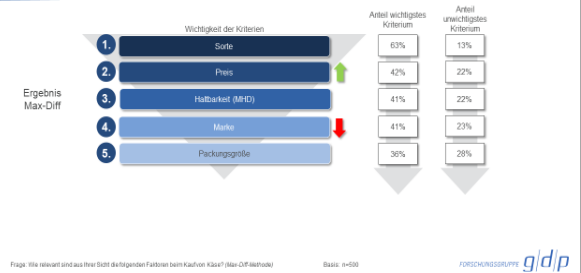 Wichtigkeit der Kriterien
Anteil wichtigstes
Kriterium
Anteil
unwichtigstes
Kriterium
Ergebnis
Max-Diff
1. Sorte 63% 13%
2. Preis 42% 22%
3. Haltbarkeit (MHD) 41% 22%
4. Marke 41% 23%
5. Packungsgröße 36% 28%
Frage: Wie relevant sind aus Ihrer Sicht die folgenden Faktoren beim Kauf von Käse? (Max-Diff-Methode) Basis: n=500
FORSCHUNGSGRUPPE g/d/p